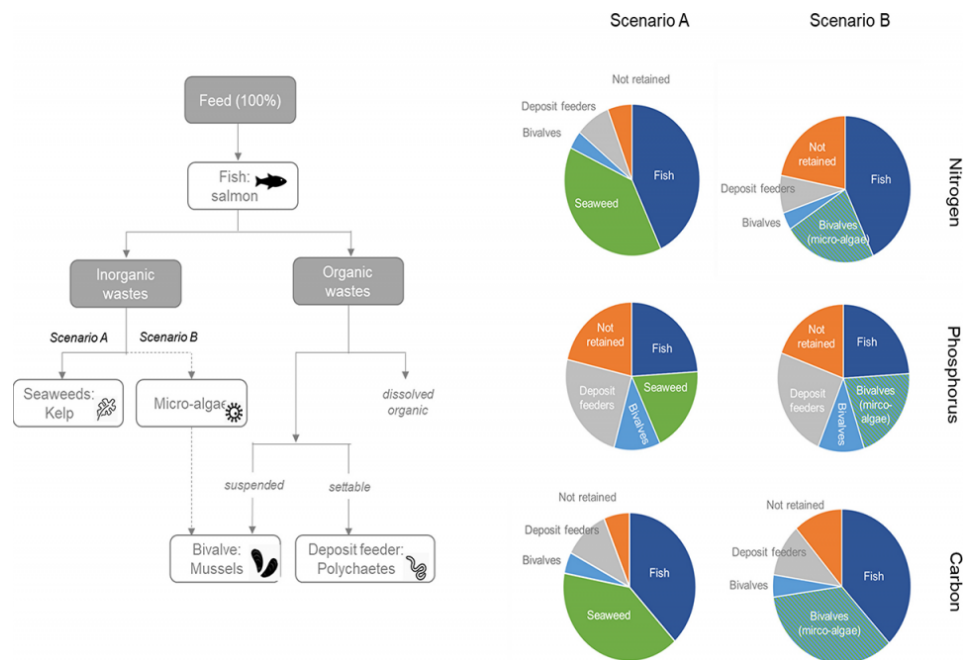 Scenario A
Scenario B
Feed (100%)
Fish:
salmon
Inorganic
wastes
Organic
wastes
Scenario A
Scenario B
Seaweeds:
Kelp
Micro-algae
dissolved
organic
suspended
settable
Bivalve:
Mussels
Deposit feeder:
Polychaetes
Not retained
Deposit feeders
Bivalves
Fish
Seaweed
Not
retained
Deposit feeders
Bivalves
Fish
Bivalves
(micro-algae)
Nitrogen
Not
retained
Fish
Deposit
feeders
Seaweed
Bivalves
Not
retained
Fish
Deposit
feeders
Bivalves
(mirco-
algae)
Bivalves
Phosphorus
Not retained
Deposit feeders
Bivalves
Fish
Seaweed
Not retained
Deposit feeders
Bivalves
Fish
Bivalves
(mirco-algae)
Carbon